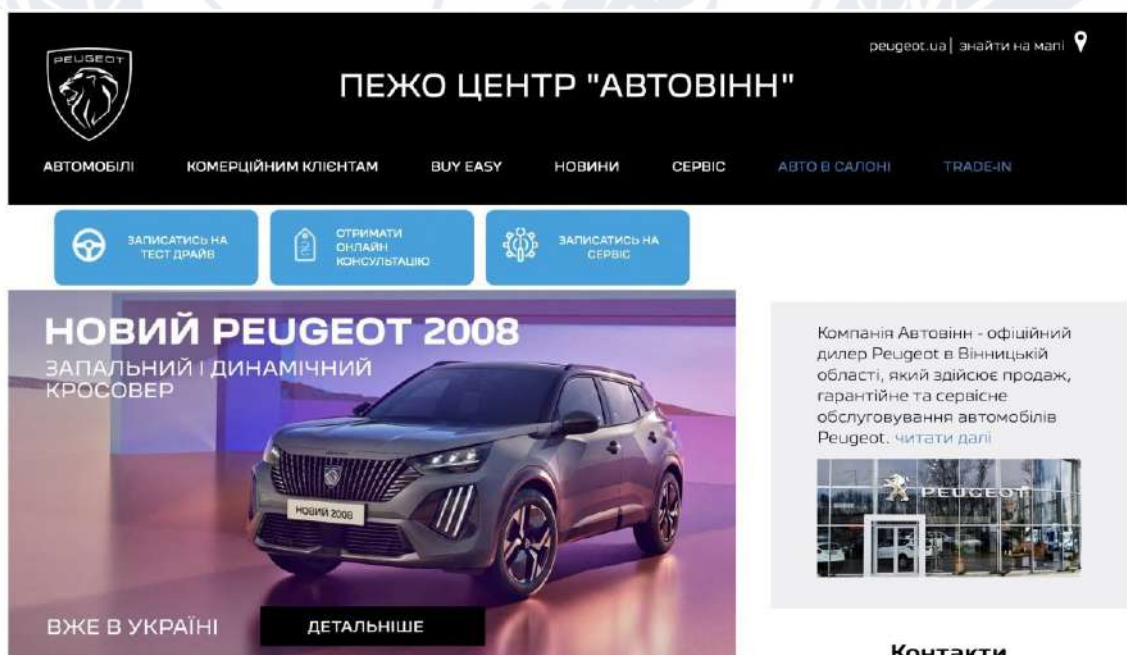 peugeot.ua | знайти на мапі
PEUGEOT
ПЕЖО ЦЕНТР "АВТОВІНН"
АВТОМОБІЛІ КОМЕРЦІЙНИМ КЛІЄНТАМ BUY EASY НОВИНИ СЕРВІС АВТО В САЛОНІ TRADE-IN
ЗАПИСАТИСЬ НА
ТЕСТ ДРАЙВ
ОТРИМАТИ
ОНЛАЙН
КОНСУЛЬТАЦІЮ
ЗАПИСАТИСЬ НА
СЕРВІС
НОВИЙ PEUGEOT 2008
ЗАПАЛЬНИЙ І ДИНАМІЧНИЙ
КРОСОВЕР
НОВИЙ 2008
ВЖЕ В УКРАЇНІ
ДЕТАЛЬНІШЕ
Компанія Автовінн - офіційний
дилер Peugeot в Вінницькій
області, який здійсює продаж,
гарантійне та сервісне
обслуговування автомобілів
Peugeot. читати далі
PEUGEOT
Контакти